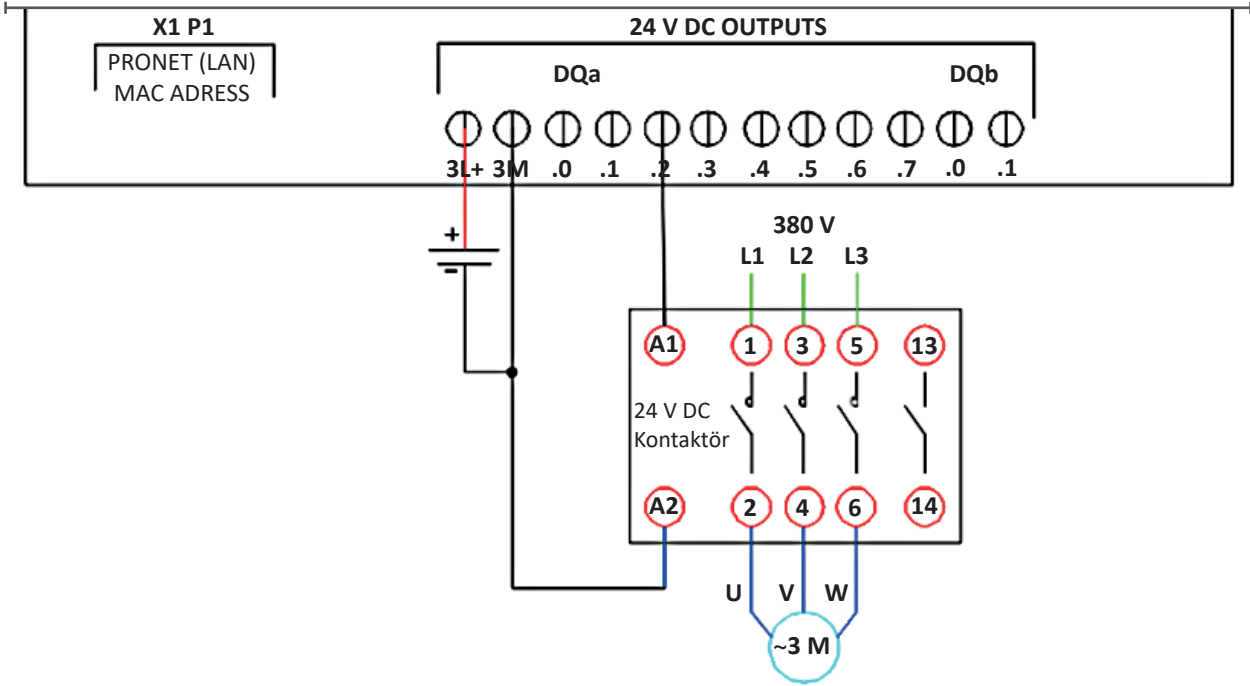 X1 P1
PRONET (LAN)
MAC ADRESS
24 V DC OUTPUTS
DQa
DQb
3L+ 3M .0 .1 .2 .3 .4 .5 .6 .7 .0 .1
+
-
380 V
L1 L2 L3
A1 1 3 5 13
24 V DC
Kontaktör
A2 2 4 6 14
U V W
~3 M